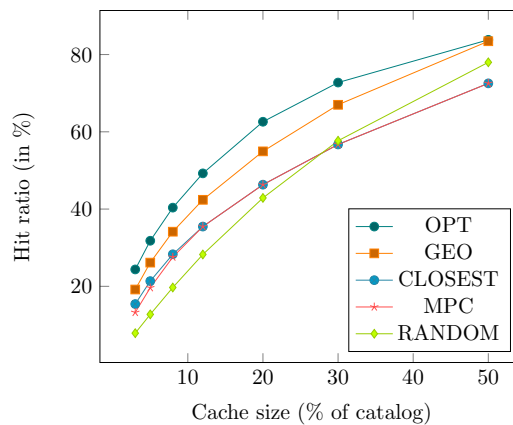 80
60
40
20
Hit ratio (in %)
OPT
GEO
CLOSEST
MPC
RANDOM
10 20 30 40 50
Cache size (% of catalog)